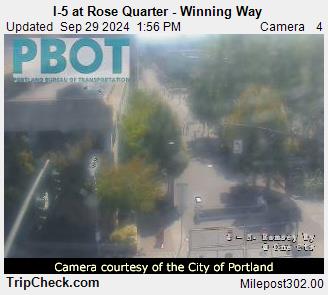 I-5 at Rose Quarter - Winning Way
Updated Sep 29 2024 1:56 PM Camera 4
PBOT
PORTLAND BUREAU OF TRANSPORTATION
Camera courtesy of the City of Portland
TripCheck.com Milepost302.00